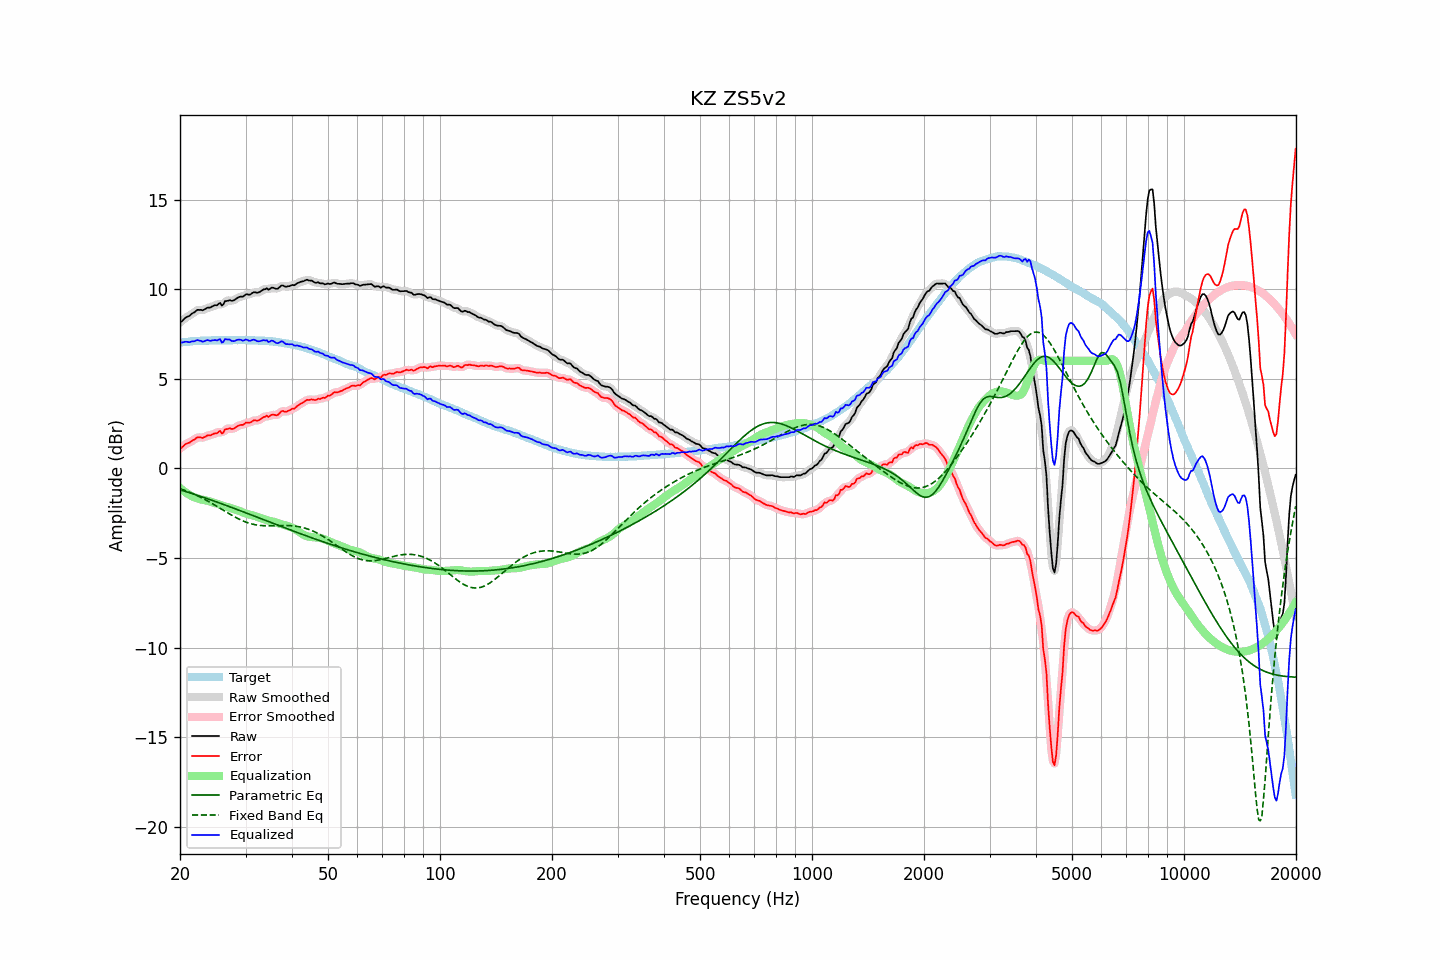 KZ ZS5v2
Amplitude (dBr)
15
10
5
0
−5
−10
−15
−20
Target
Raw Smoothed
Error Smoothed
Raw
Error
Equalization
Parametric Eq
Fixed Band Eq
Equalized
20
50
100
200
500
1000
2000
5000
10000
20000
Frequency (Hz)